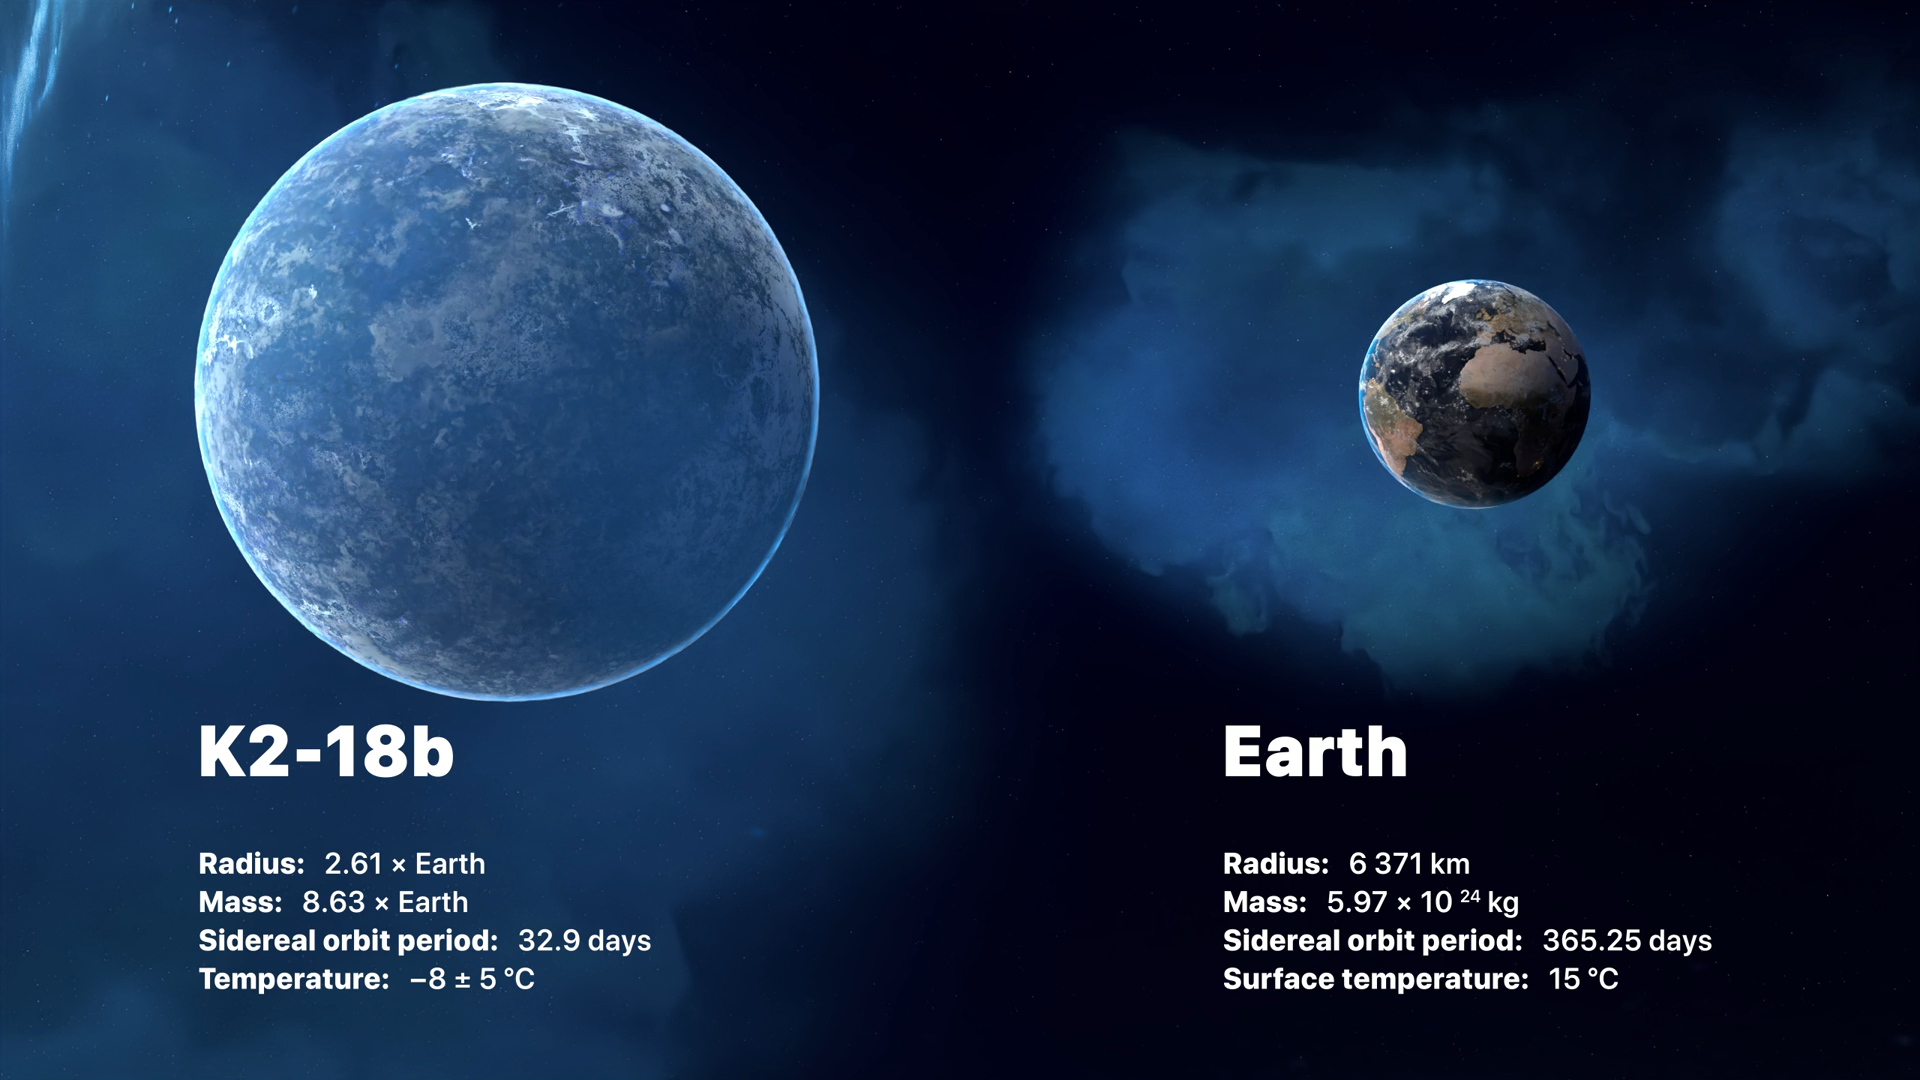 K2-18b
Radius: 2.61 × Earth
Mass: 8.63 × Earth
Sidereal orbit period: 32.9 days
Temperature: −8 ± 5 °C
Earth
Radius: 6 371 km
Mass: 5.97 × 10 ²⁴ kg
Sidereal orbit period: 365.25 days
Surface temperature: 15 °C